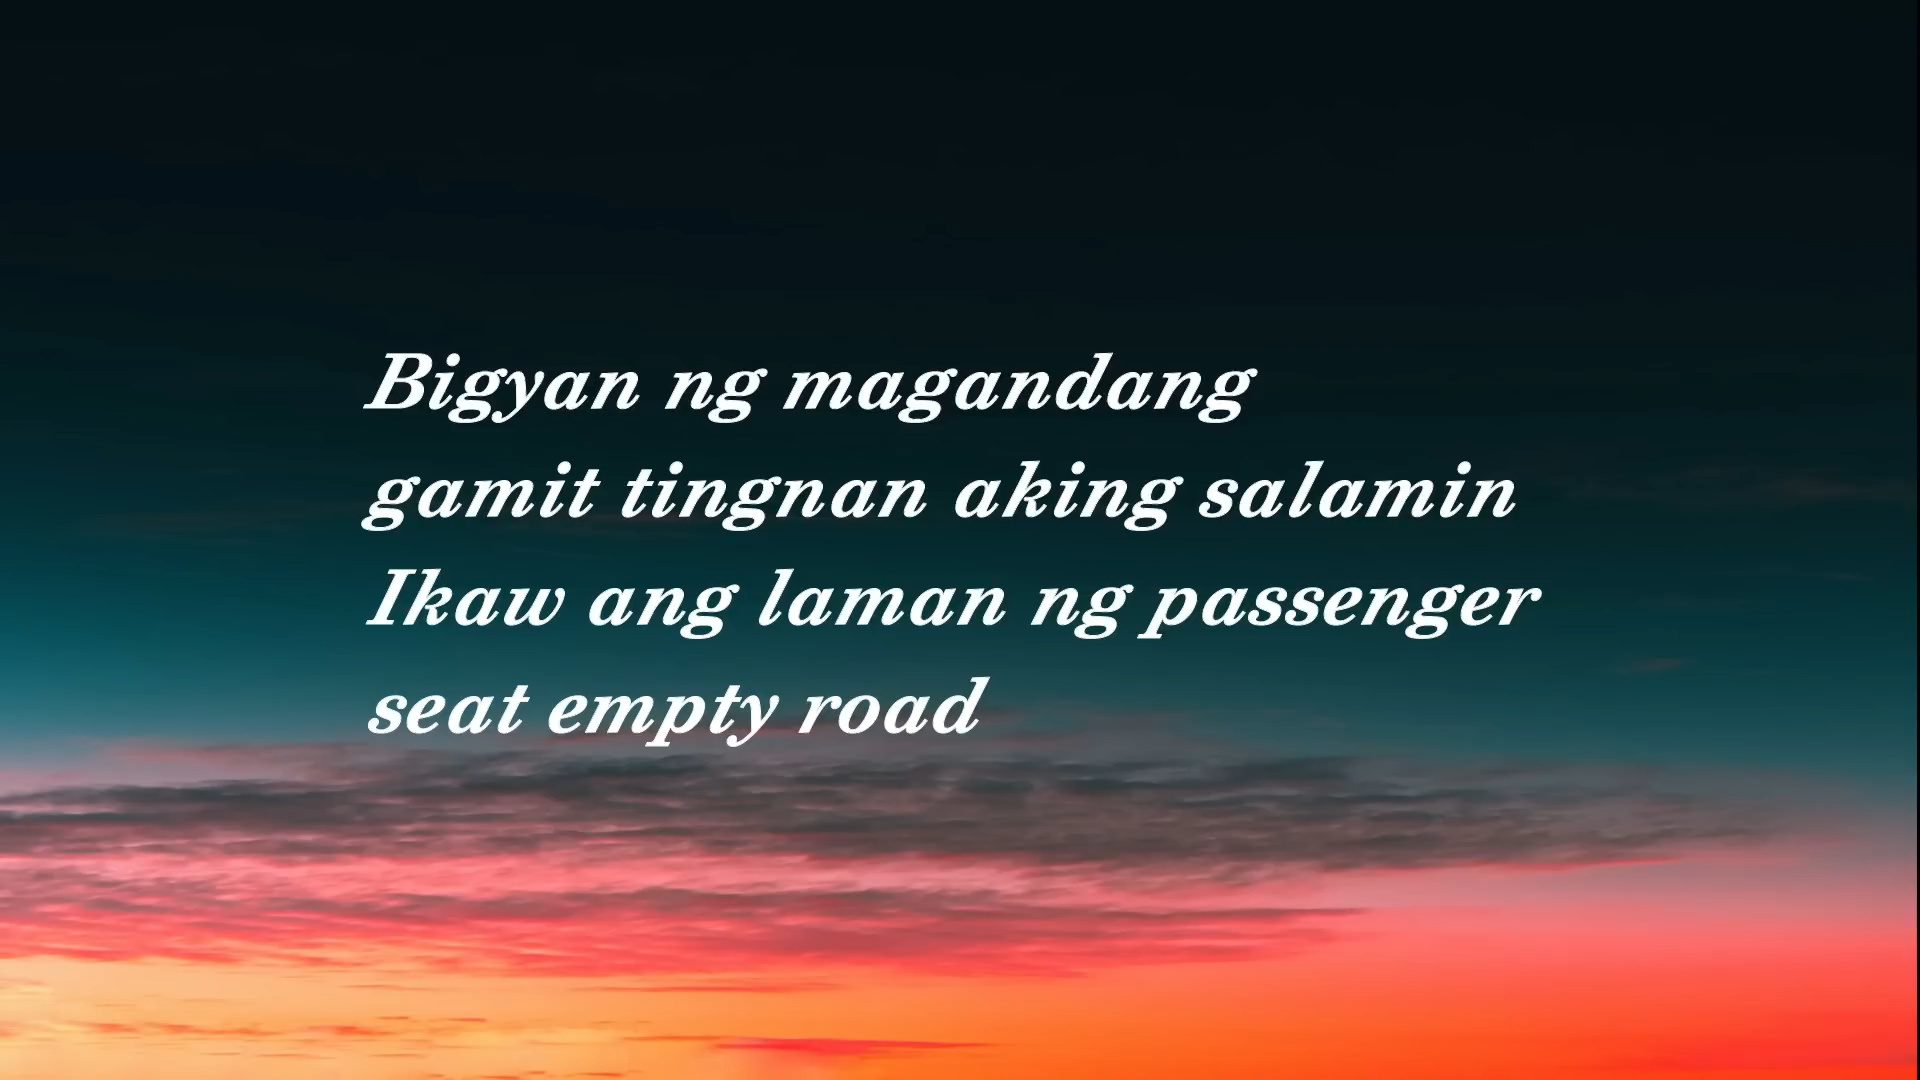 Bigyan ng magandang
gamit tingnan aking salamin
Ikaw ang laman ng passenger
seat empty road